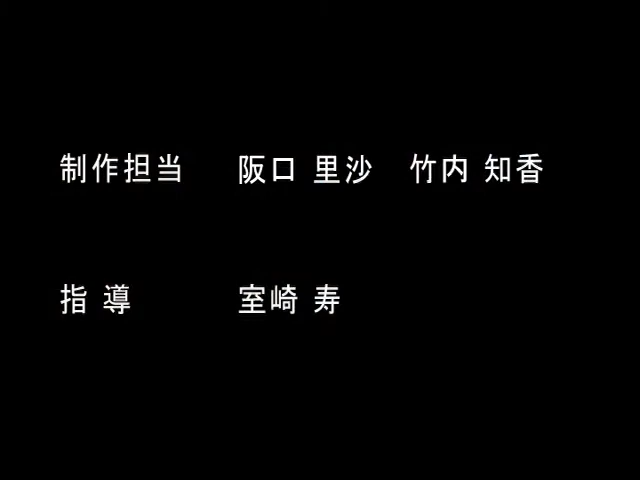 制作担当 阪口 里沙 竹内 知香
指 導 室崎 寿